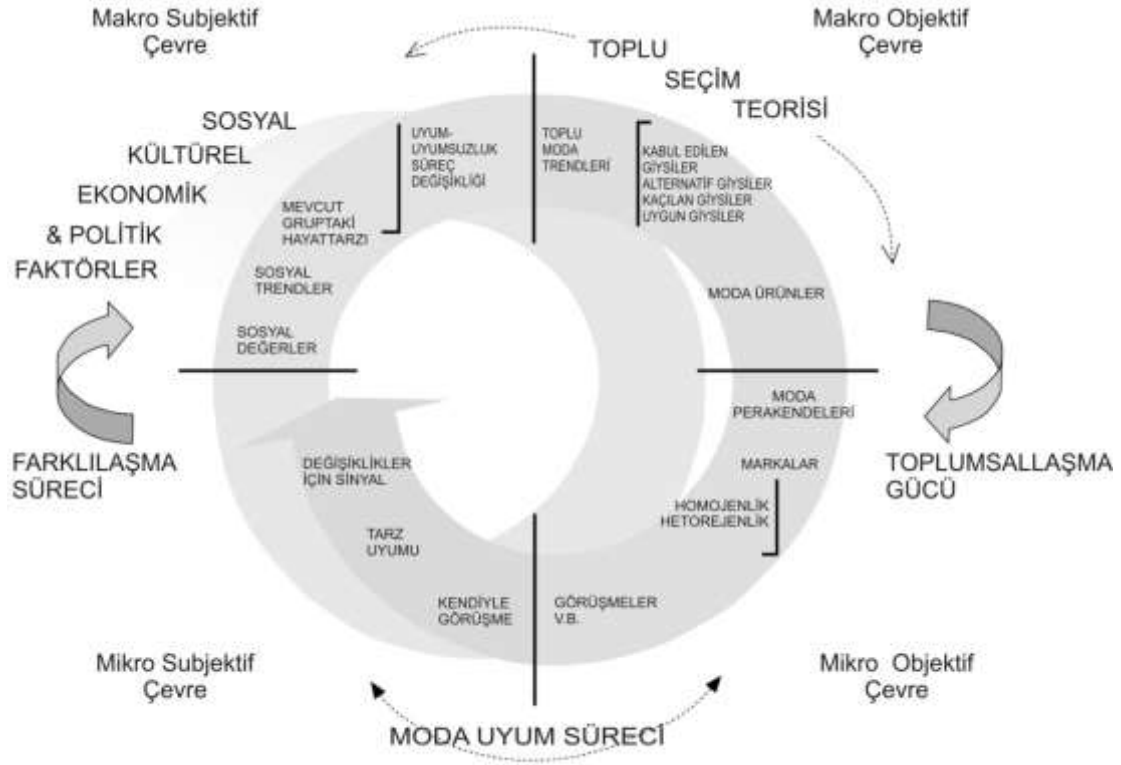 Makro Subjektif
Çevre
Makro Objektif
Çevre
TOPLU
SEÇİM
TEORİSİ
SOSYAL
KÜLTÜREL
EKONOMİK
& POLİTİK
FAKTÖRLER
UYUM-
UYUMSUZLUK
SÜREÇ
DEĞİŞİKLİĞİ
TOPLU
MODA
TRENDLERİ
KABUL EDİLEN
GİYSİLER
ALTERNATİF GİYSİLER
KAÇILAN GİYSİLER
UYGUN GİYSİLER
MEVCUT
GRUPTAKİ
HAYATTARZI
SOSYAL
TRENDLER
SOSYAL
DEĞERLER
MODA ÜRÜNLER
MODA
PERAKENDELERİ
MARKALAR
HOMOJENLİK
HETOREJENLİK
FARKLILAŞMA
SÜRECİ
TOPLUMSALLAŞMA
GÜCÜ
DEĞİŞİKLİKLER
İÇİN SİNYAL
TARZ
UYUMU
KENDİYLE
GÖRÜŞME
GÖRÜŞMELER
V.B.
Mikro Subjektif
Çevre
Mikro Objektif
Çevre
MODA UYUM SÜRECİ